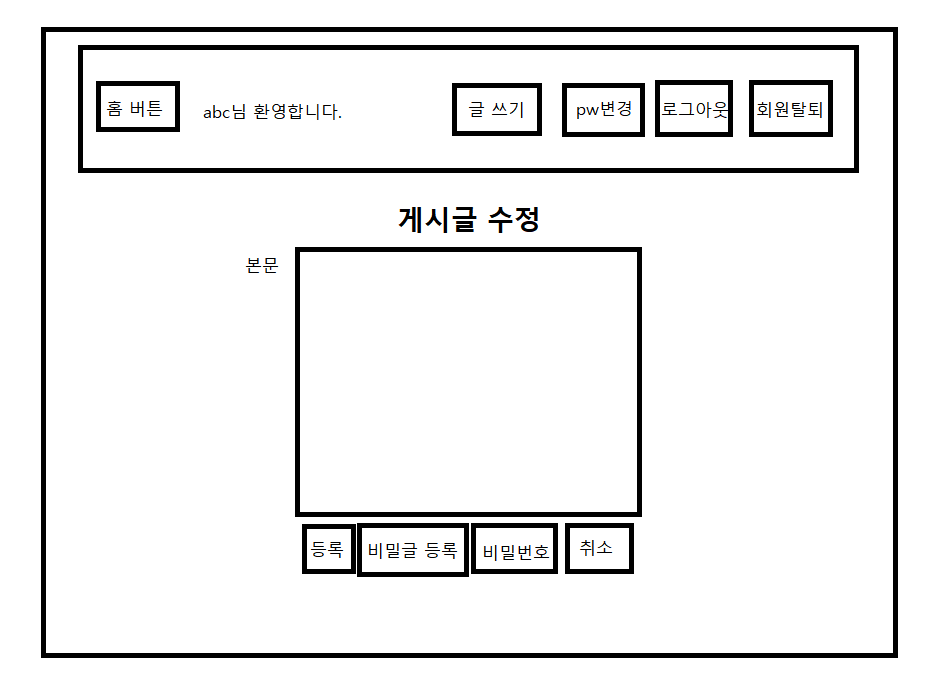 홈 버튼 abc님 환영합니다. 글 쓰기 pw변경 로그아웃 회원탈퇴
게시글 수정
본문
등록 비밀글 등록 비밀번호 취소